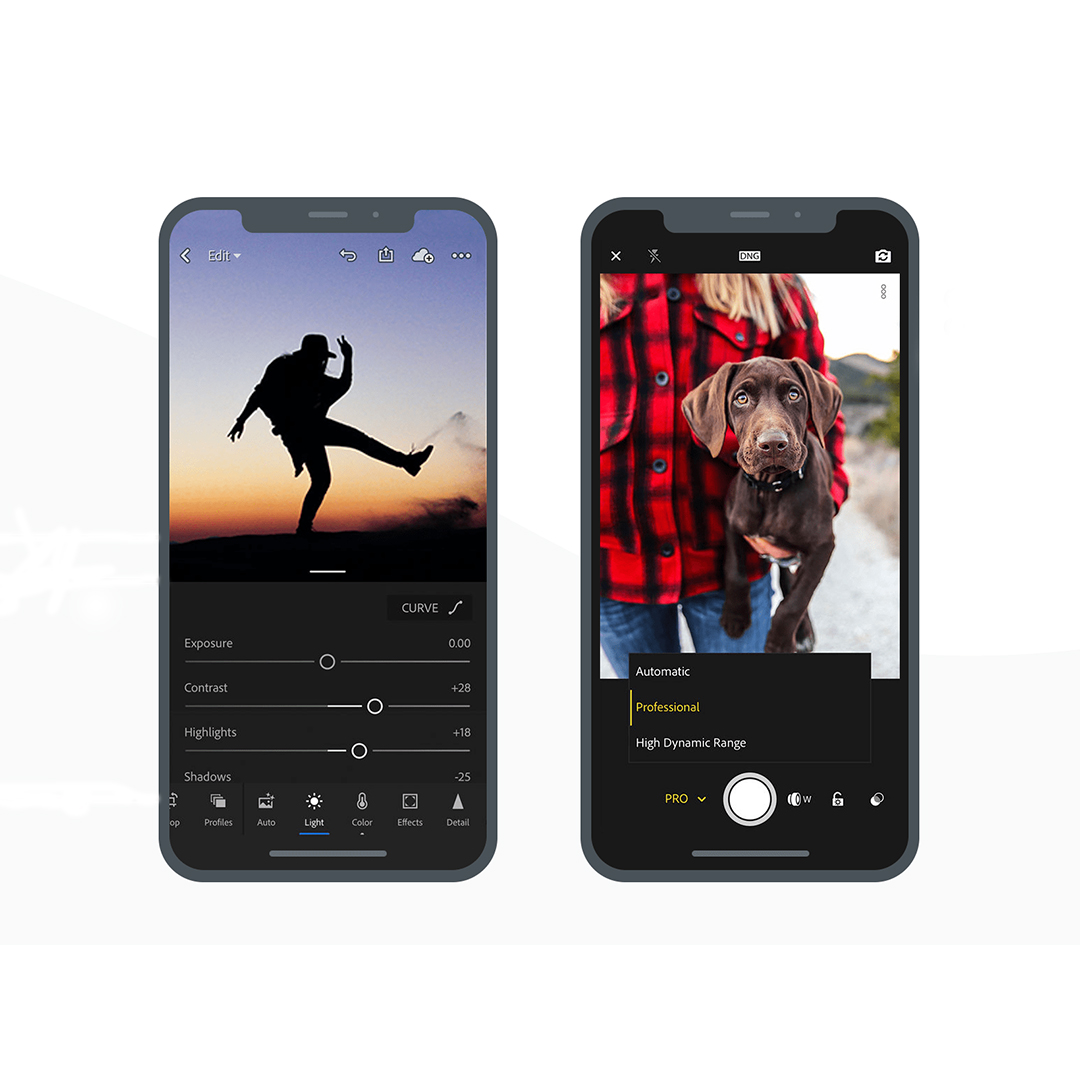 Edit
CURVE
Exposure 0.00
Contrast +28
Highlights +18
Shadows -25
op Profiles Auto Light Color Effects Detail
DNG
Automatic
Professional
High Dynamic Range
PRO W